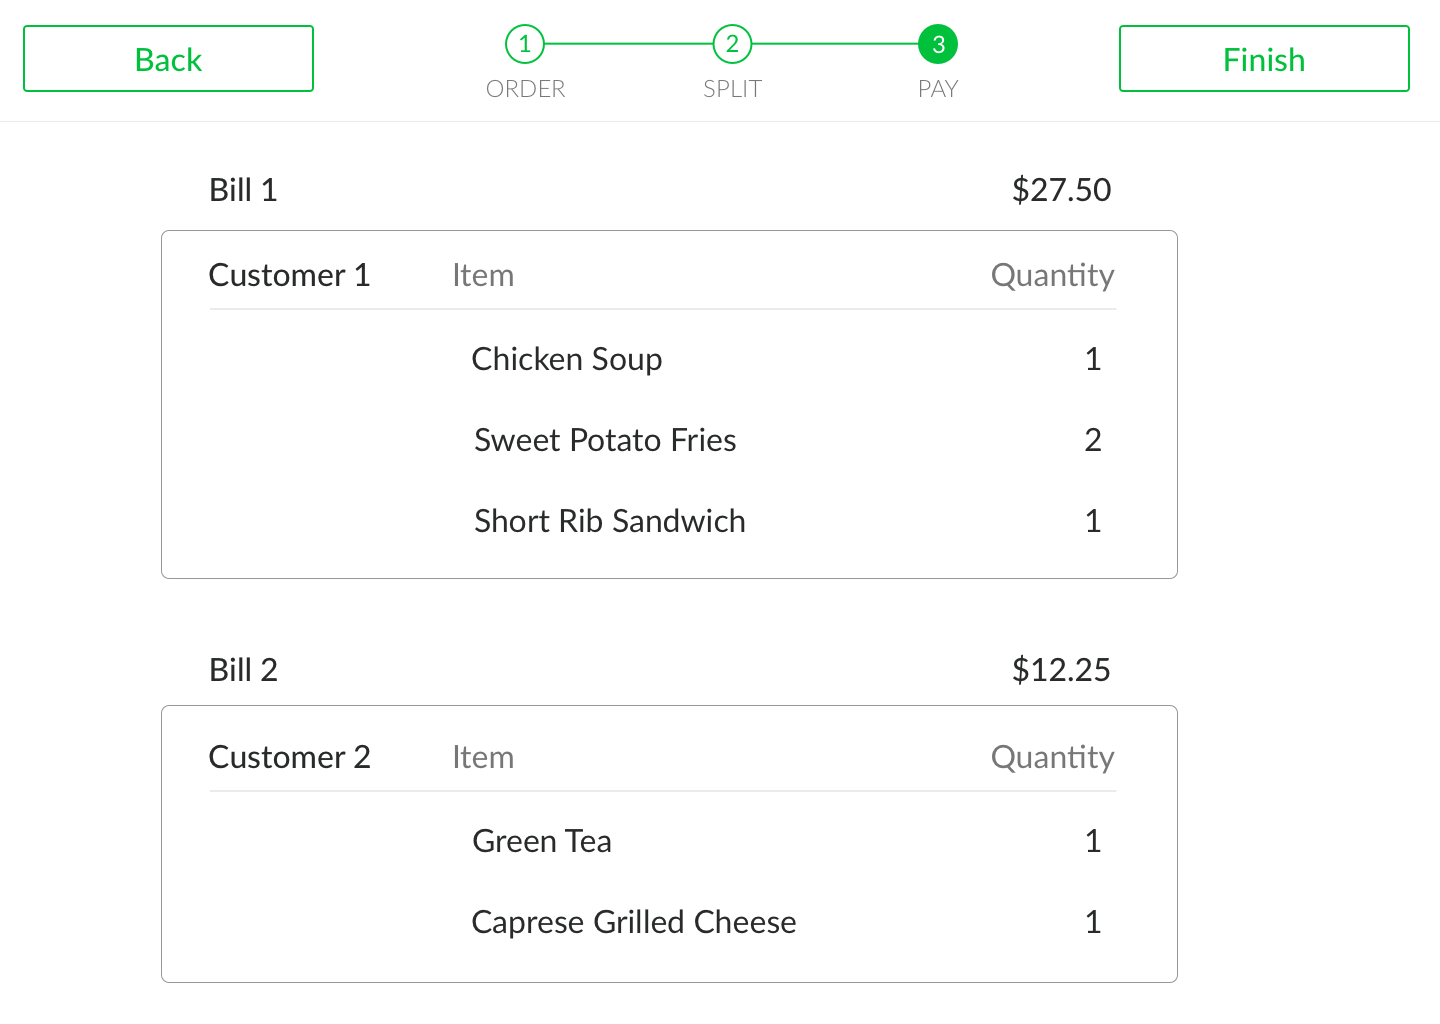 Back
1 2 3
Finish
ORDER SPLIT PAY
Bill 1 $27.50
Customer 1 Item Quantity
Chicken Soup 1
Sweet Potato Fries 2
Short Rib Sandwich 1
Bill 2 $12.25
Customer 2 Item Quantity
Green Tea 1
Caprese Grilled Cheese 1